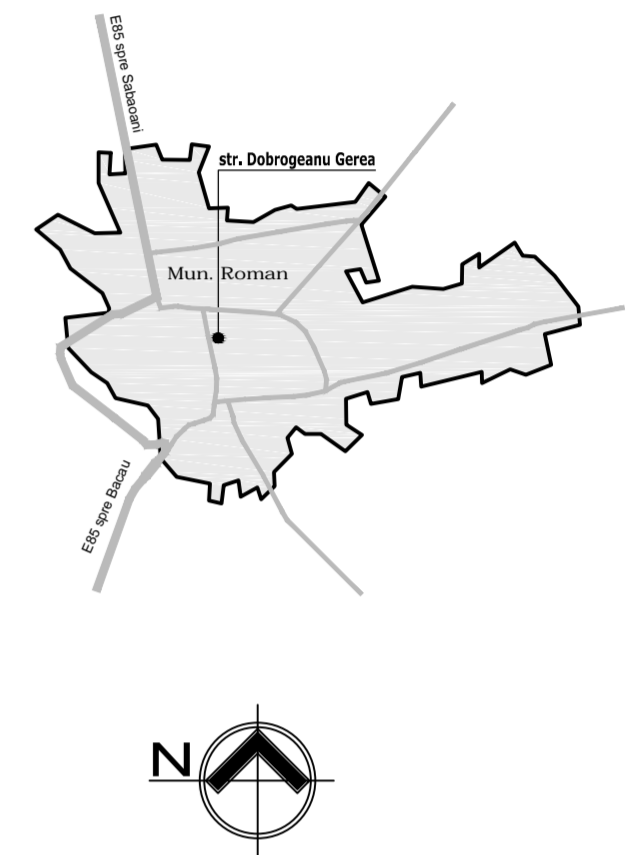 E85 spre Sabaoani
str. Dobrogeanu Gerea
Mun. Roman
E85 spre Bacau
N